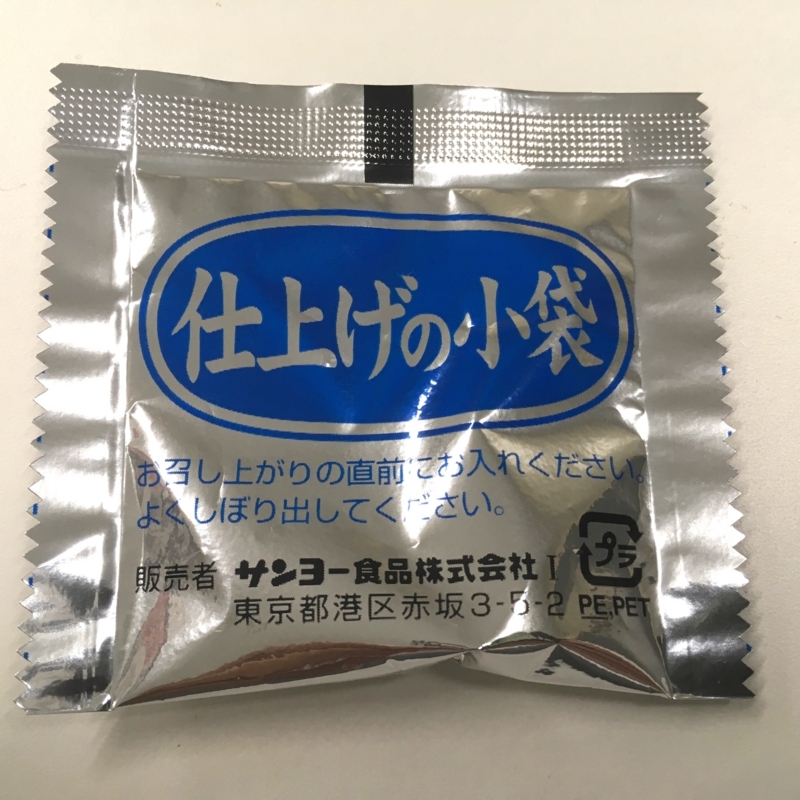 仕上げの小袋
お召し上がりの直前にお入れください。
よくしぼり出してください。
販売者 サンヨー食品株式会社 I
東京都港区赤坂3-5-2
プラ
PE,PET